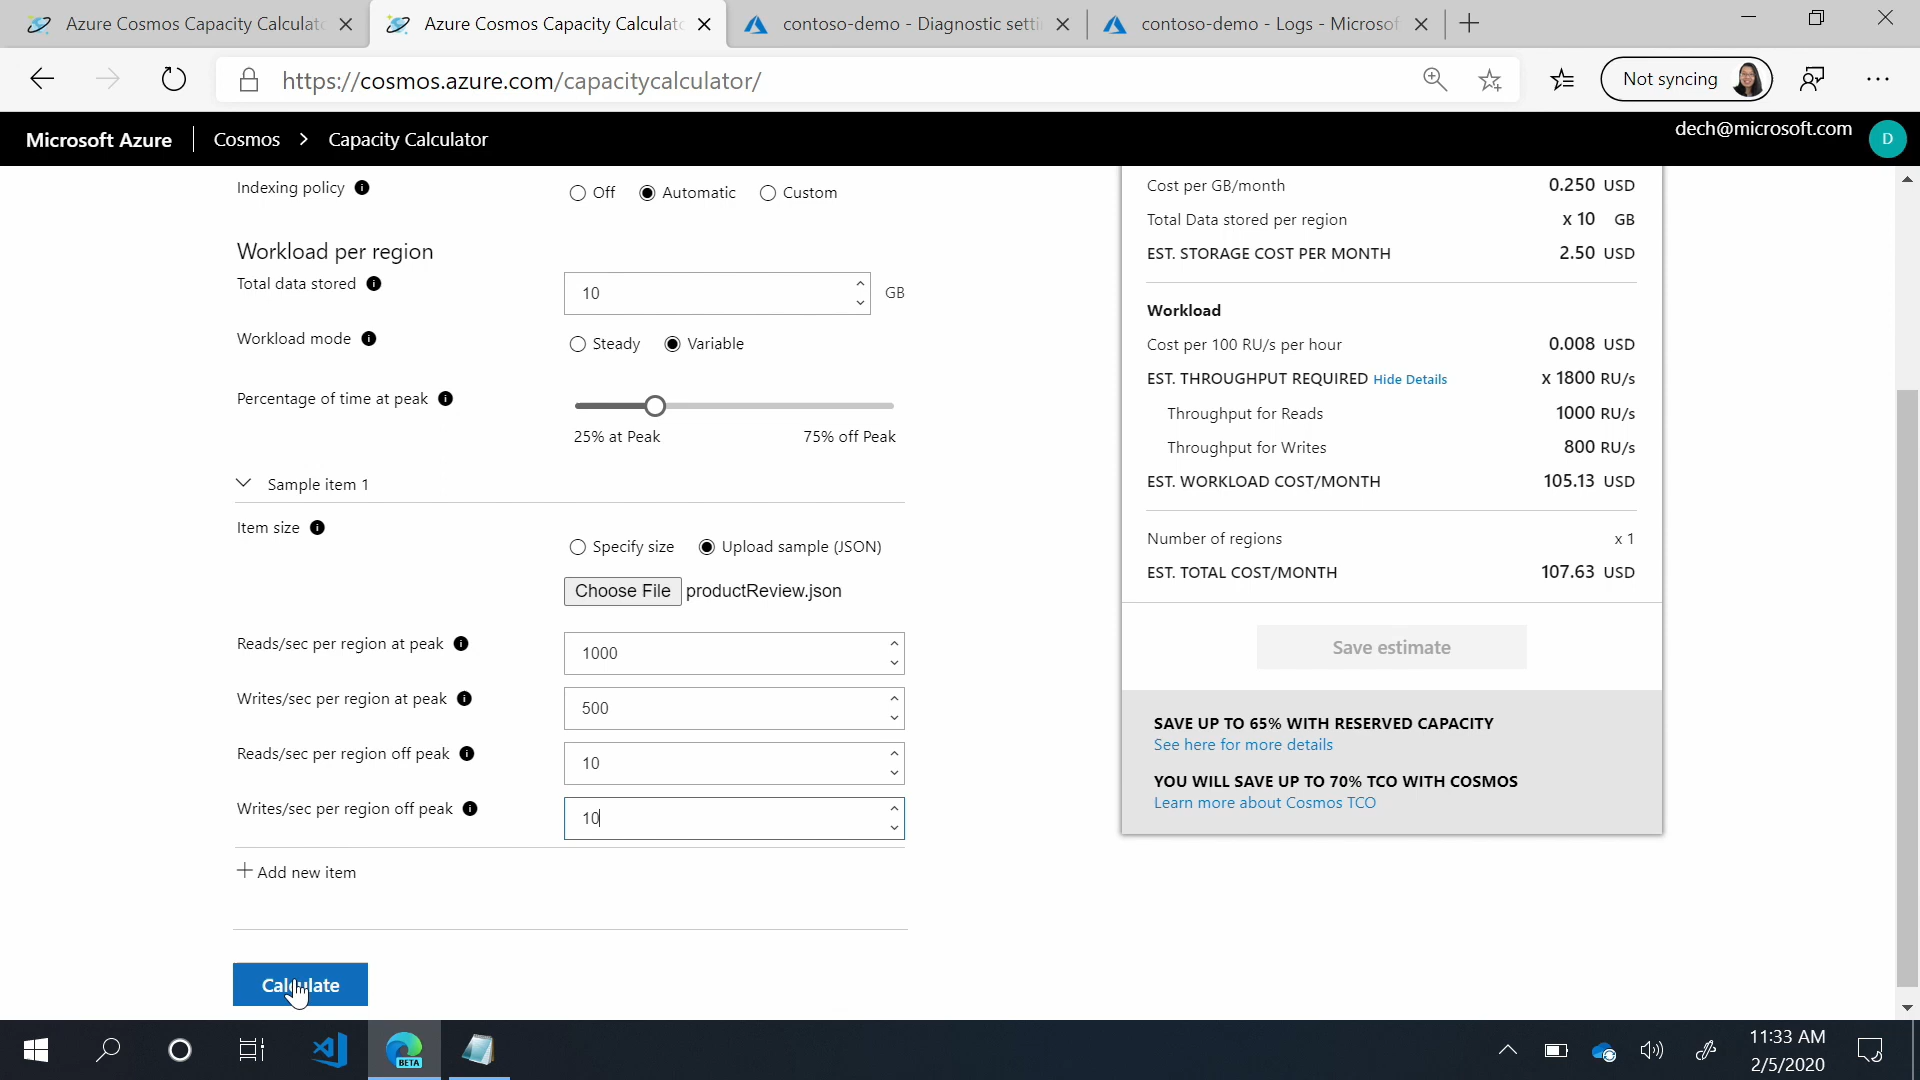 Azure Cosmos Capacity Calculat
Azure Cosmos Capacity Calculat
contoso-demo - Diagnostic setti
contoso-demo - Logs - Microsof
https://cosmos.azure.com/capacitycalculator/
Not syncing
Microsoft Azure
Cosmos > Capacity Calculator
dech@microsoft.com
D
Indexing policy
Off
Automatic
Custom
Workload per region
Total data stored
10
GB
Workload mode
Steady
Variable
Percentage of time at peak
25% at Peak
75% off Peak
Sample item 1
Item size
Specify size
Upload sample (JSON)
Choose File productReview.json
Reads/sec per region at peak
1000
Writes/sec per region at peak
500
Reads/sec per region off peak
10
Writes/sec per region off peak
10
+ Add new item
Calculate
Cost per GB/month 0.250 USD
Total Data stored per region x 10 GB
EST. STORAGE COST PER MONTH 2.50 USD
Workload
Cost per 100 RU/s per hour 0.008 USD
EST. THROUGHPUT REQUIRED Hide Details x 1800 RU/s
Throughput for Reads 1000 RU/s
Throughput for Writes 800 RU/s
EST. WORKLOAD COST/MONTH 105.13 USD
Number of regions x 1
EST. TOTAL COST/MONTH 107.63 USD
Save estimate
SAVE UP TO 65% WITH RESERVED CAPACITY
See here for more details
YOU WILL SAVE UP TO 70% TCO WITH COSMOS
Learn more about Cosmos TCO
BETA
11:33 AM
2/5/2020